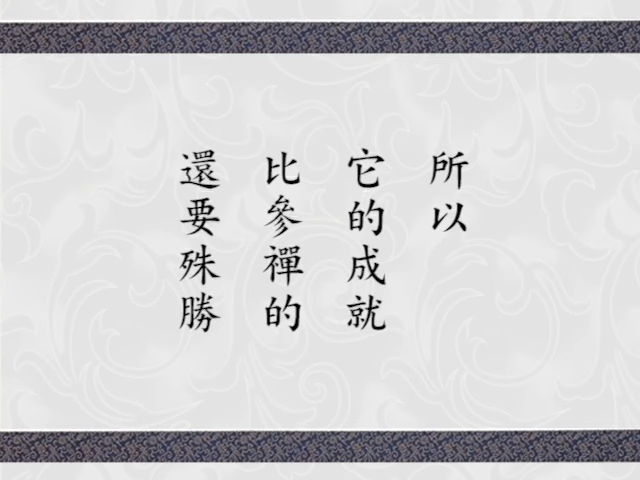 所以
它的成就
比參禪的
還要殊勝